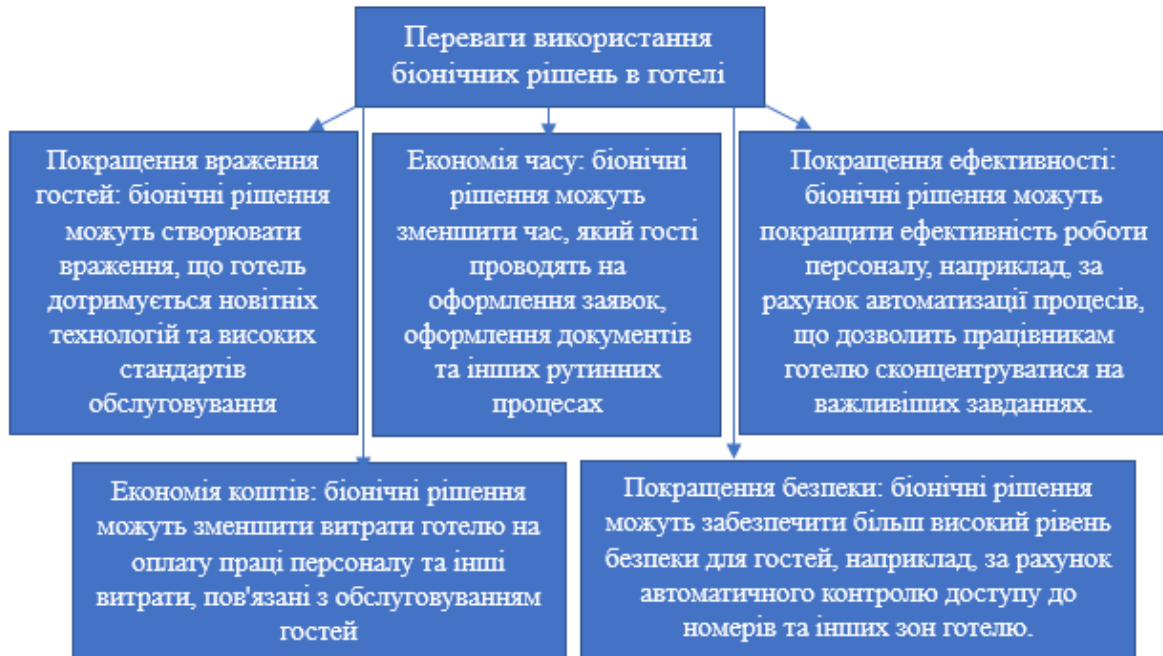 Переваги використання
біонічних рішень в готелі
Покращення враження
гостей: біонічні рішення
можуть створювати
враження, що готель
дотримується новітніх
технологій та високих
стандартів
обслуговування
Економія часу: біонічні
рішення можуть
зменшити час, який гості
проводять на
оформлення заявок,
оформлення документів
та інших рутинних
процесах
Покращення ефективності:
біонічні рішення можуть
покращити ефективність роботи
персоналу, наприклад, за
рахунок автоматизації процесів,
що дозволить працівникам
готелю сконцентруватися на
важливіших завданнях.
Економія коштів: біонічні рішення
можуть зменшити витрати готелю на
оплату праці персоналу та інші
витрати, пов'язані з обслуговуванням
гостей
Покращення безпеки: біонічні рішення
можуть забезпечити більш високий рівень
безпеки для гостей, наприклад, за рахунок
автоматичного контролю доступу до
номерів та інших зон готелю.